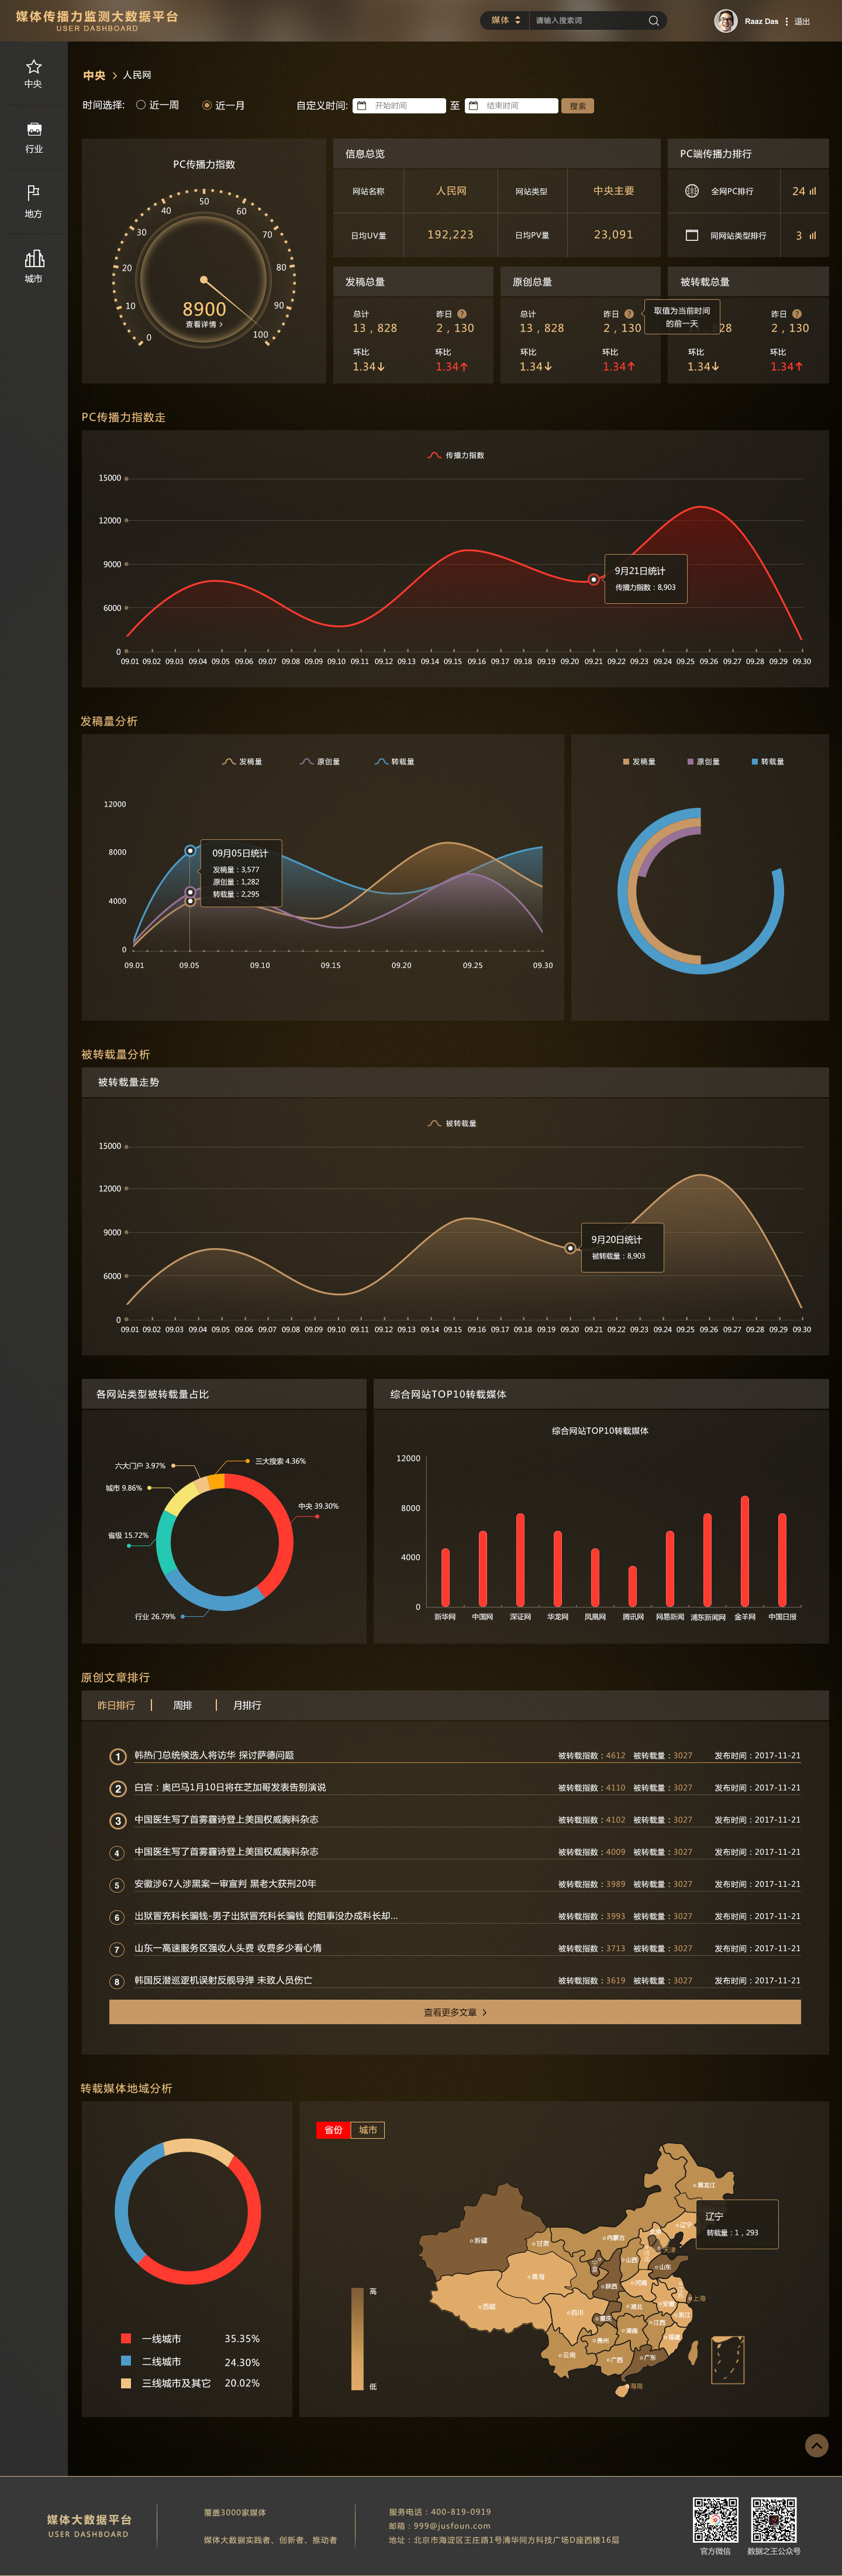 媒体传播力监测大数据平台
USER DASHBOARD
媒体 请输入搜索词
Raaz Das 退出
中央
行业
地方
城市
中央 > 人民网
时间选择: 近一周 近一月 自定义时间: 开始时间 至 结束时间 搜索
PC传播力指数
0 10 20 30 40 50 60 70 80 90 100
8900
查看详情 >
信息总览
网站名称 人民网 网站类型 中央主要
日均UV量 192,223 日均PV量 23,091
PC端传播力排行
全网PC排行 24
同网站类型排行 3
发稿总量
总计 昨日 ?
13，828 2，130
环比 环比
1.34↓ 1.34↑
原创总量
总计 昨日 ?
13，828 2，130
环比 环比
1.34↓ 1.34↑
取值为当前时间
的前一天
被转载总量
昨日 ?
28 2，130
环比 环比
1.34↓ 1.34↑
PC传播力指数走
传播力指数
15000
12000
9000
6000
0
9月21日统计
传播力指数：8,903
09.01 09.02 09.03 09.04 09.05 09.06 09.07 09.08 09.09 09.10 09.11 09.12 09.13 09.14 09.15 09.16 09.17 09.18 09.19 09.20 09.21 09.22 09.23 09.24 09.25 09.26 09.27 09.28 09.29 09.30
发稿量分析
发稿量 原创量 转载量
12000
8000
4000
0
09月05日统计
发稿量：3,577
原创量：1,282
转载量：2,295
09.01 09.05 09.10 09.15 09.20 09.25 09.30
发稿量 原创量 转载量
被转载量分析
被转载量走势
被转载量
15000
12000
9000
6000
0
9月20日统计
被转载量：8,903
09.01 09.02 09.03 09.04 09.05 09.06 09.07 09.08 09.09 09.10 09.11 09.12 09.13 09.14 09.15 09.16 09.17 09.18 09.19 09.20 09.21 09.22 09.23 09.24 09.25 09.26 09.27 09.28 09.29 09.30
各网站类型被转载量占比
三大搜索 4.36%
六大门户 3.97%
城市 9.86%
中央 39.30%
省级 15.72%
行业 26.79%
综合网站TOP10转载媒体
综合网站TOP10转载媒体
12000
8000
4000
0
新华网 中国网 深证网 华龙网 凤凰网 腾讯网 网易新闻 浦东新闻网 金羊网 中国日报
原创文章排行
昨日排行 周排 月排行
1 韩热门总统候选人将访华 探讨萨德问题 被转载指数：4612 被转载量：3027 发布时间：2017-11-21
2 白宫：奥巴马1月10日将在芝加哥发表告别演说 被转载指数：4110 被转载量：3027 发布时间：2017-11-21
3 中国医生写了首雾霾诗登上美国权威胸科杂志 被转载指数：4102 被转载量：3027 发布时间：2017-11-21
4 中国医生写了首雾霾诗登上美国权威胸科杂志 被转载指数：4009 被转载量：3027 发布时间：2017-11-21
5 安徽涉67人涉黑案一审宣判 黑老大获刑20年 被转载指数：3989 被转载量：3027 发布时间：2017-11-21
6 出狱冒充科长骗钱-男子出狱冒充科长骗钱 的姐事没办成科长却... 被转载指数：3993 被转载量：3027 发布时间：2017-11-21
7 山东一高速服务区强收人头费 收费多少看心情 被转载指数：3713 被转载量：3027 发布时间：2017-11-21
8 韩国反潜巡逻机误射反舰导弹 未致人员伤亡 被转载指数：3619 被转载量：3027 发布时间：2017-11-21
查看更多文章 >
转载媒体地域分析
一线城市 35.35%
二线城市 24.30%
三线城市及其它 20.02%
省份 城市
高
低
黑龙江
辽宁
辽宁
转载量：1，293
内蒙古
新疆
甘肃
天津
山西
山东
青海
陕西
河南
西藏
四川
湖北
安徽
上海
重庆
浙江
湖南
江西
贵州
福建
云南
广西
广东
海南
媒体大数据平台
USER DASHBOARD
覆盖3000家媒体
媒体大数据实践者、创新者、推动者
服务电话：400-819-0919
邮箱：999@jusfoun.com
地址：北京市海淀区王庄路1号清华同方科技广场D座西楼16层
官方微信 数据之王公众号